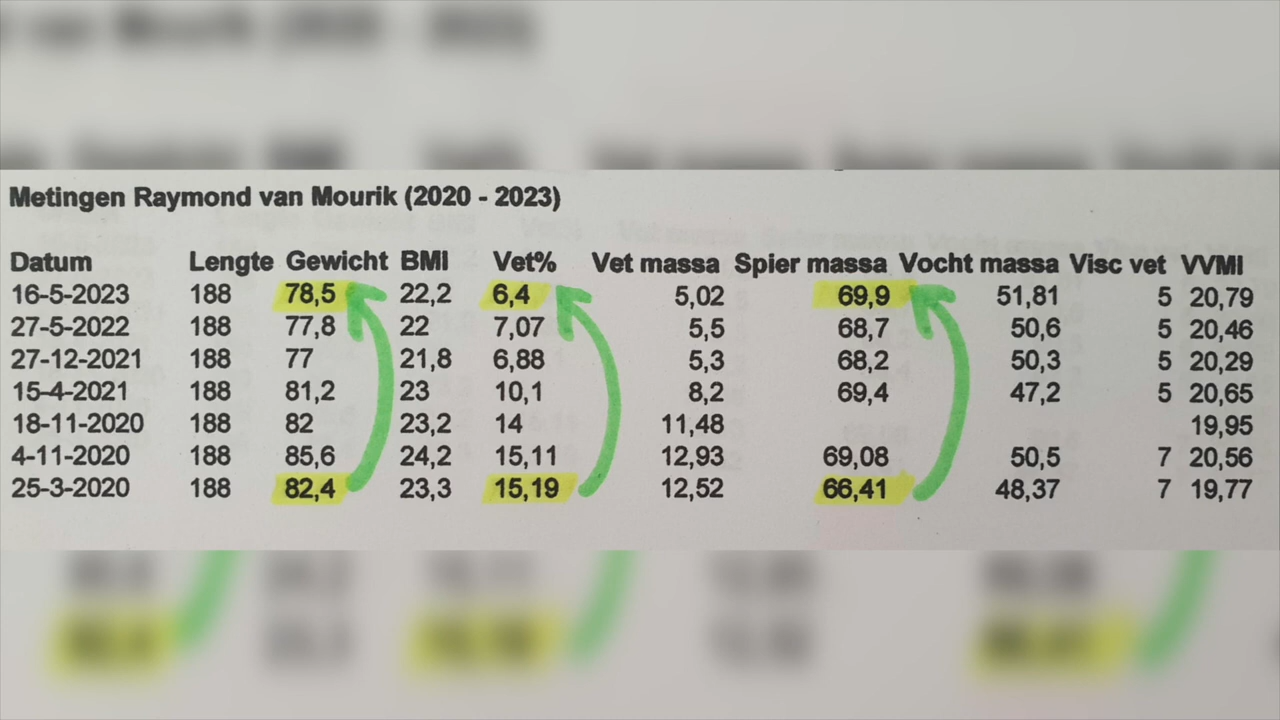 Metingen Raymond van Mourik (2020 - 2023)
Datum Lengte Gewicht BMI Vet% Vet massa Spier massa Vocht massa Visc vet VVMI
16-5-2023 188 78,5 22,2 6,4 5,02 69,9 51,81 5 20,79
27-5-2022 188 77,8 22 7,07 5,5 68,7 50,6 5 20,46
27-12-2021 188 77 21,8 6,88 5,3 68,2 50,3 5 20,29
15-4-2021 188 81,2 23 10,1 8,2 69,4 47,2 5 20,65
18-11-2020 188 82 23,2 14 11,48 19,95
4-11-2020 188 85,6 24,2 15,11 12,93 69,08 50,5 7 20,56
25-3-2020 188 82,4 23,3 15,19 12,52 66,41 48,37 7 19,77